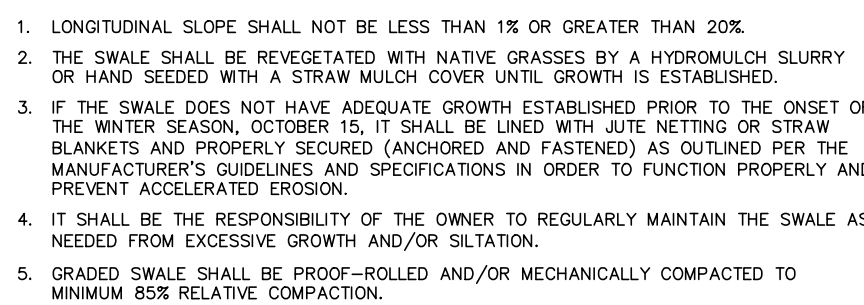 1. LONGITUDINAL SLOPE SHALL NOT BE LESS THAN 1% OR GREATER THAN 20%.
2. THE SWALE SHALL BE REVEGETATED WITH NATIVE GRASSES BY A HYDROMULCH SLURRY
OR HAND SEEDED WITH A STRAW MULCH COVER UNTIL GROWTH IS ESTABLISHED.
3. IF THE SWALE DOES NOT HAVE ADEQUATE GROWTH ESTABLISHED PRIOR TO THE ONSET OF
THE WINTER SEASON, OCTOBER 15, IT SHALL BE LINED WITH JUTE NETTING OR STRAW
BLANKETS AND PROPERLY SECURED (ANCHORED AND FASTENED) AS OUTLINED PER THE
MANUFACTURER'S GUIDELINES AND SPECIFICATIONS IN ORDER TO FUNCTION PROPERLY AND
PREVENT ACCELERATED EROSION.
4. IT SHALL BE THE RESPONSIBILITY OF THE OWNER TO REGULARLY MAINTAIN THE SWALE AS
NEEDED FROM EXCESSIVE GROWTH AND/OR SILTATION.
5. GRADED SWALE SHALL BE PROOF-ROLLED AND/OR MECHANICALLY COMPACTED TO
MINIMUM 85% RELATIVE COMPACTION.